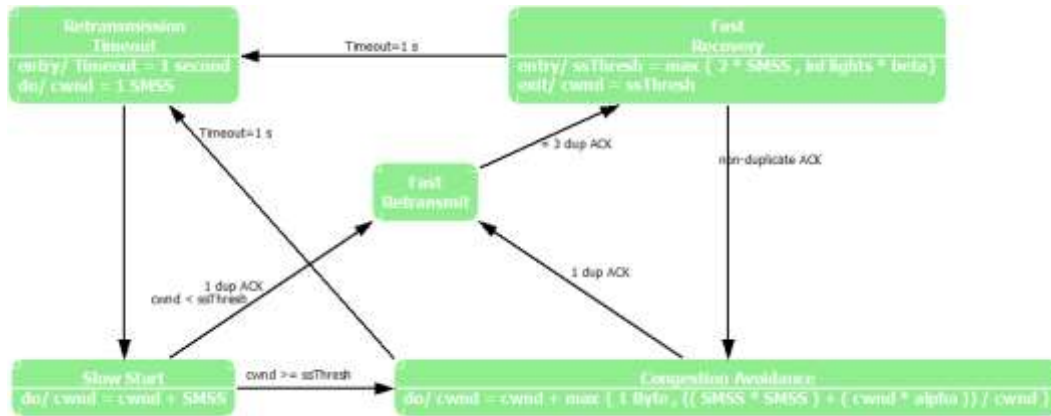 Retransmission
Timeout
entry/ Timeout = 1 second
do/ cwnd = 1 SMSS
Timeout=1 s
Fast
Recovery
entry/ ssThresh = max ( 2 * SMSS , inFlights * beta)
exit/ cwnd = ssThresh
Timeout=1 s
= 3 dup ACK
non-duplicate ACK
Fast
Retransmit
1 dup ACK
cwnd < ssThresh
1 dup ACK
Slow Start
do/ cwnd = cwnd + SMSS
cwnd >= ssThresh
Congestion Avoidance
do/ cwnd = cwnd + max ( 1 Byte , (( SMSS * SMSS ) + ( cwnd * alpha )) / cwnd )